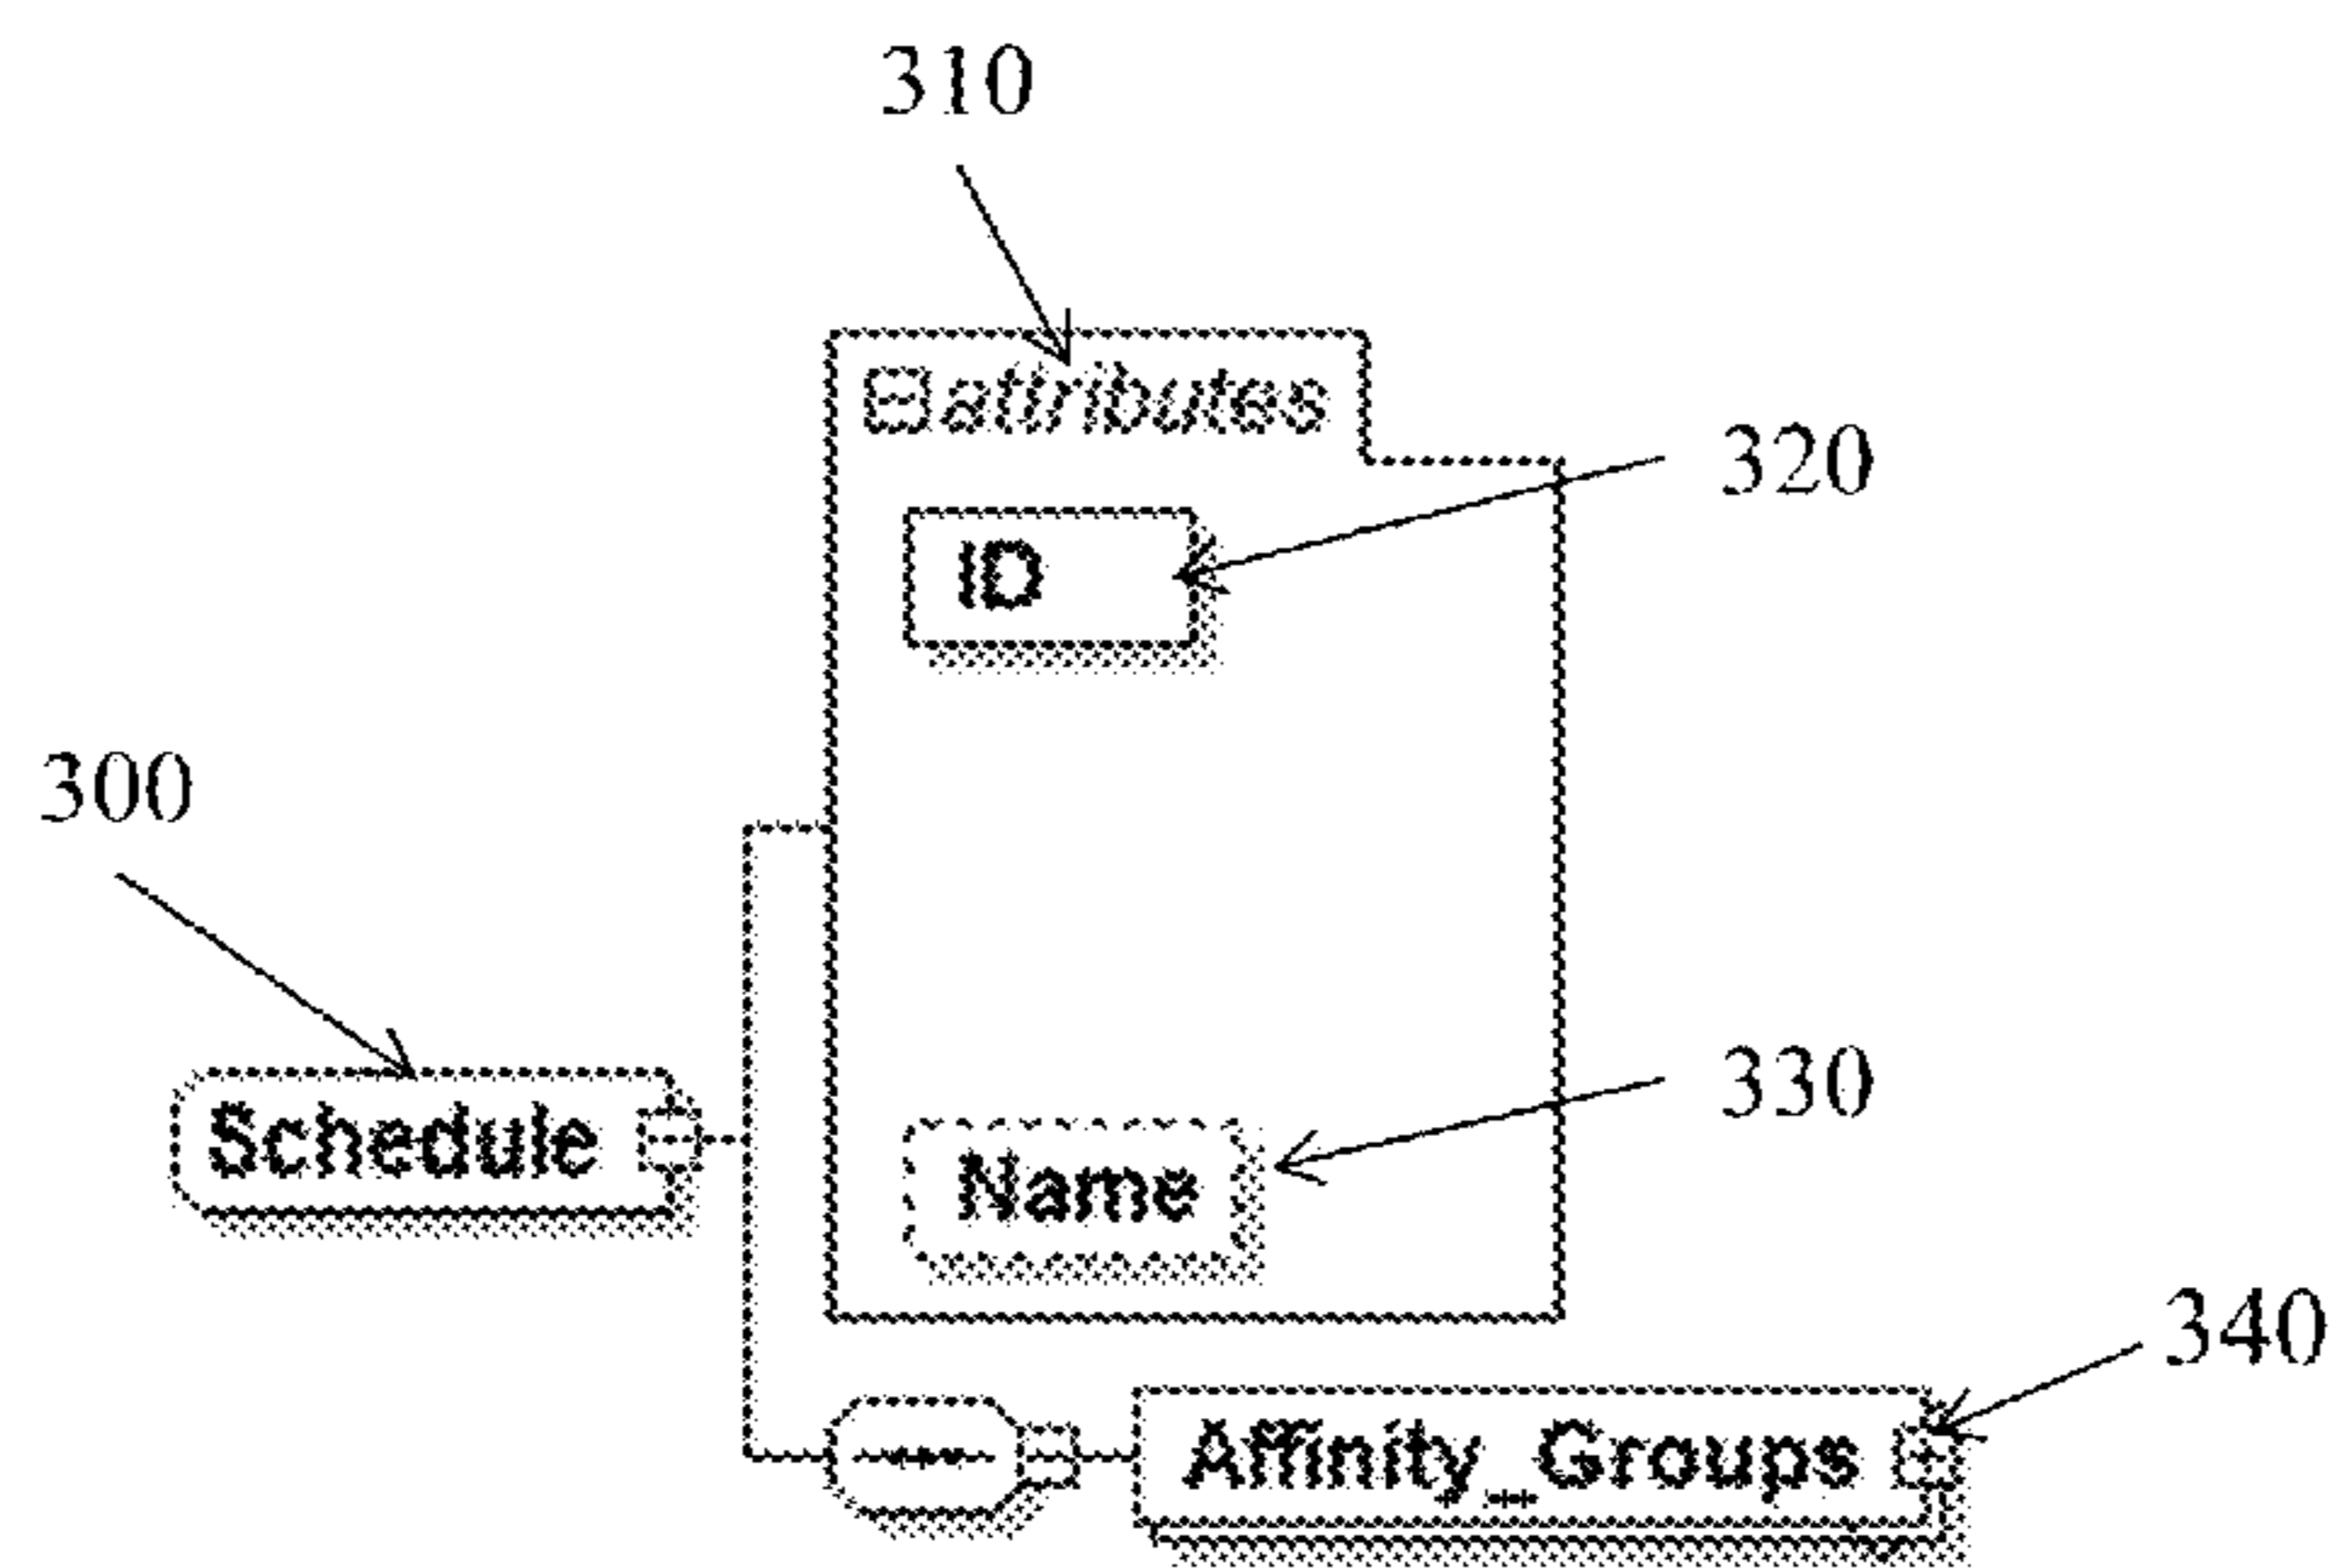 310
attributes
320
ID
300
Schedule
330
Name
340
Affinity_Groups